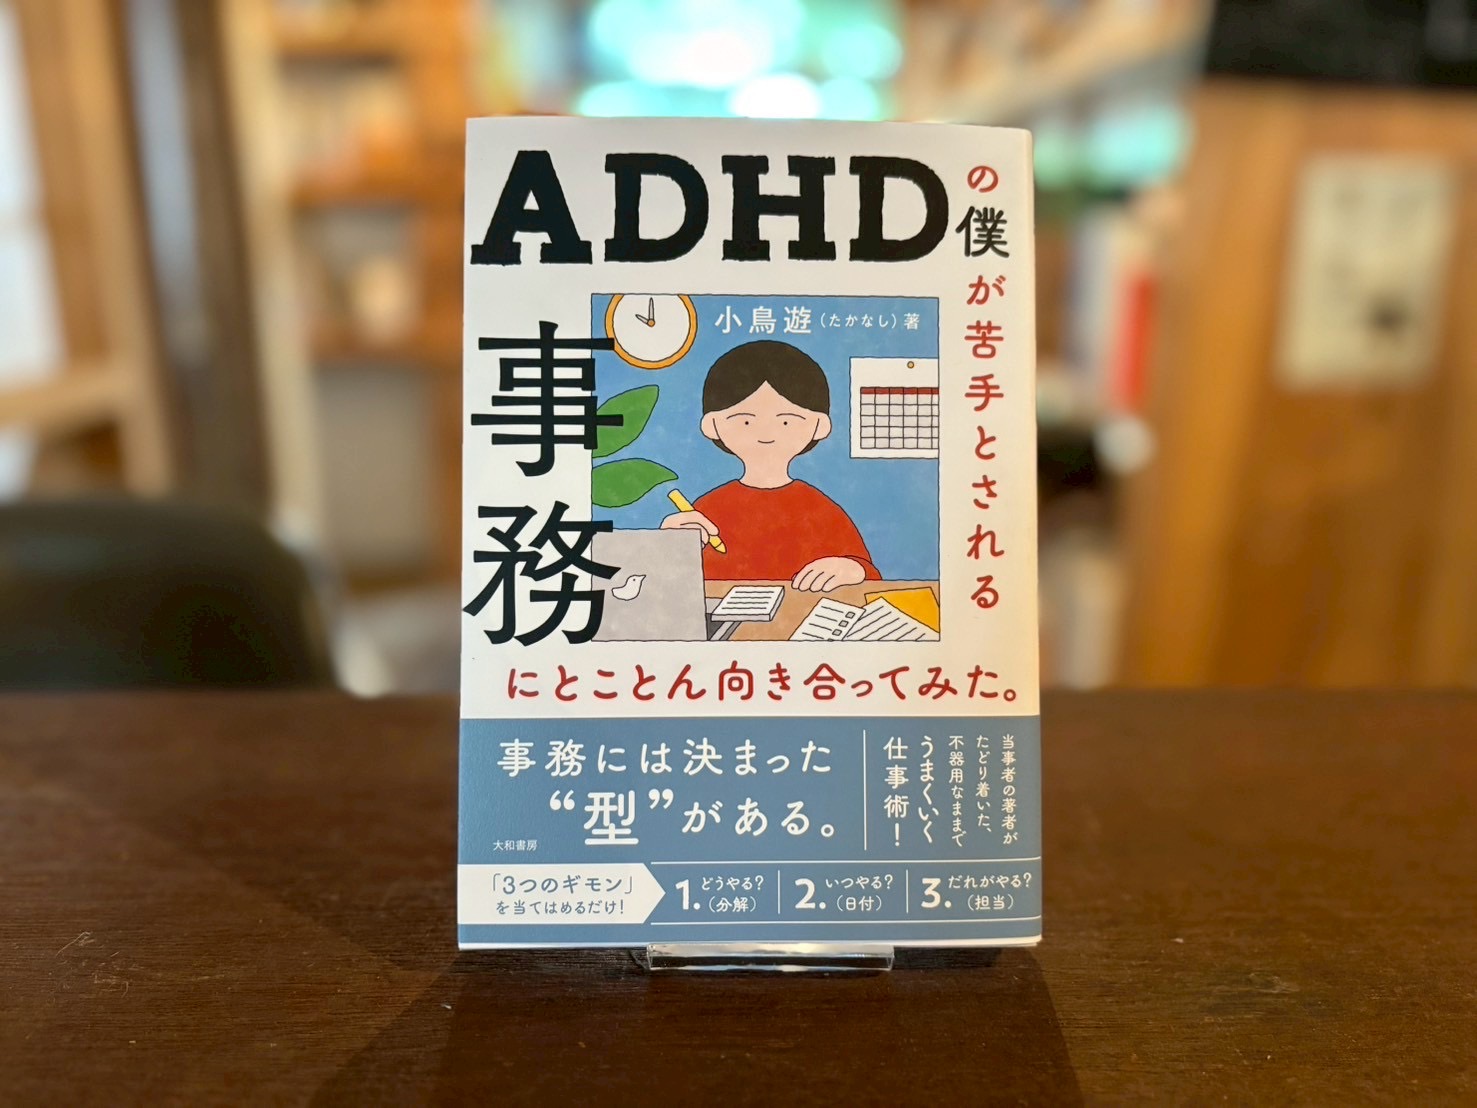 ADHD
の僕が苦手とされる
事務
にとことん向き合ってみた。
小鳥遊(たかなし)著
事務には決まった
“型”がある。
大和書房
当事者の著者が
たどり着いた、
不器用なままで
うまくいく
仕事術!
「3つのギモン」
を当てはめるだけ!
1.どうやる?
(分解)
2.いつやる?
(日付)
3.だれがやる?
(担当)